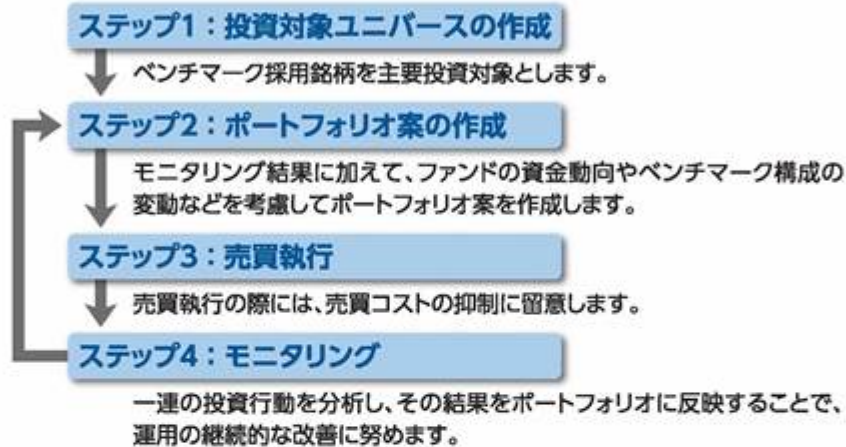 ステップ1：投資対象ユニバースの作成
ベンチマーク採用銘柄を主要投資対象とします。
ステップ2：ポートフォリオ案の作成
モニタリング結果に加えて、ファンドの資金動向やベンチマーク構成の
変動などを考慮してポートフォリオ案を作成します。
ステップ3：売買執行
売買執行の際には、売買コストの抑制に留意します。
ステップ4：モニタリング
一連の投資行動を分析し、その結果をポートフォリオに反映することで、
運用の継続的な改善に努めます。